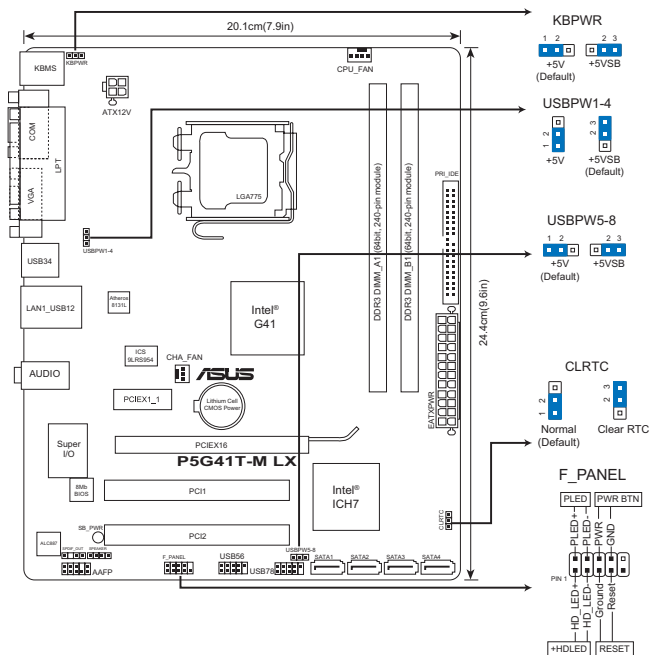 20.1cm(7.9in)
KBPWR
KBMS
CPU_FAN
ATX12V
COM
LPT
VGA
LGA775
PRI_IDE
DDR3 DIMM_A1 (64bit, 240-pin module)
DDR3 DIMM_B1 (64bit, 240-pin module)
24.4cm(9.6in)
USBPW1-4
USB34
LAN1_USB12
Atheros
8131L
Intel®
G41
ICS
9LRS954
CHA_FAN
ASUS
AUDIO
PCIEX1_1
Lithium Cell
CMOS Power
EATXPWR
Super
I/O
PCIEX16
P5G41T-M LX
8Mb
BIOS
PCI1
Intel®
ICH7
CLRTC
SB_PWR
ALC887
SPDIF_OUT
SPEAKER
PCI2
AAFP
F_PANEL
USB56
USB78
USBPW5-8
SATA1
SATA2
SATA3
SATA4
KBPWR
1 2
2 3
+5V
(Default)
+5VSB
USBPW1-4
1 2
2 3
+5V
+5VSB
(Default)
USBPW5-8
1 2
2 3
+5V
(Default)
+5VSB
CLRTC
1 2
2 3
Normal
(Default)
Clear RTC
F_PANEL
PLED
PWR BTN
PLED+
PLED-
PWR
GND
PIN 1
HD_LED+
HD_LED-
Ground
Reset
+HDLED
RESET